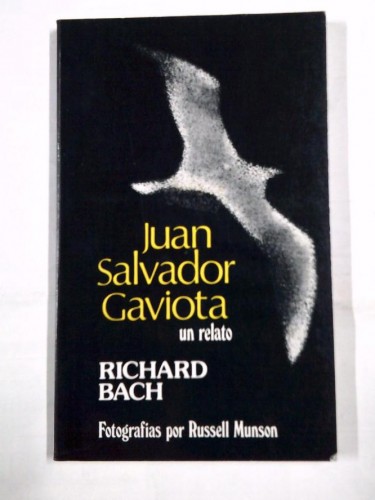 Juan
Salvador
Gaviota
un relato
RICHARD
BACH
Fotografías por Russell Munson